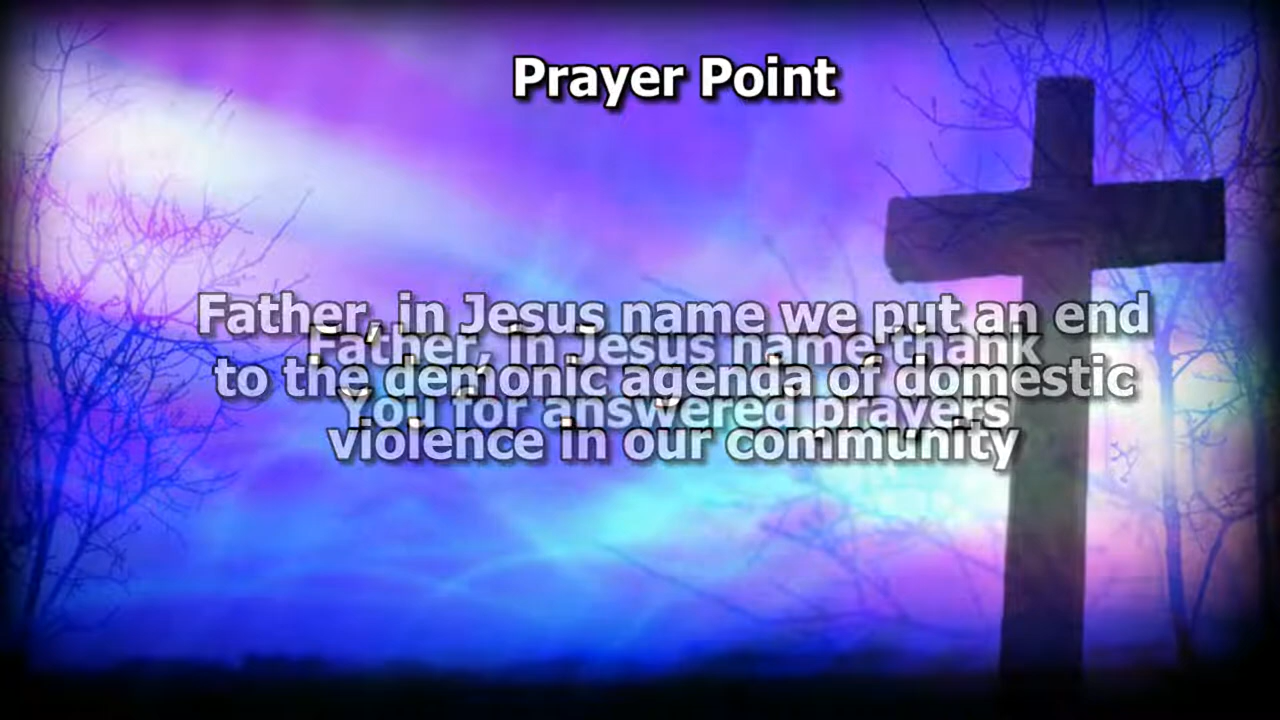 Prayer Point
Father, in Jesus name we put an end
to the demonic agenda of domestic
violence in our community
Father, in Jesus name thank
You for answered prayers